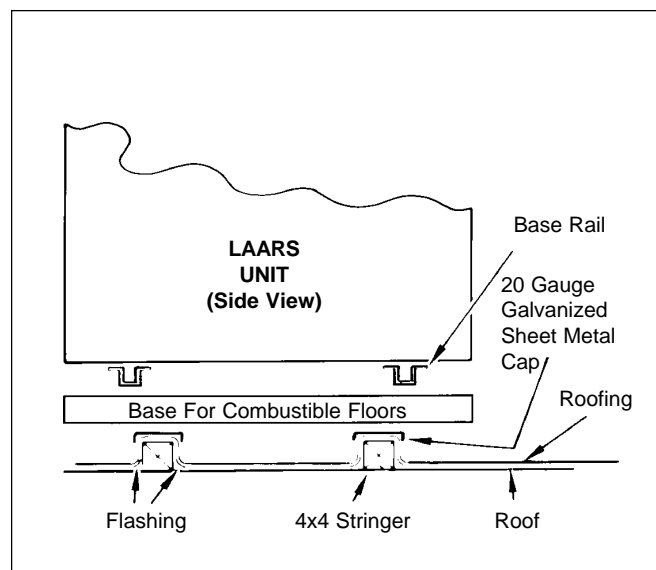 LAARS
UNIT
(Side View)
Base Rail
20 Gauge
Galvanized
Sheet Metal
Cap
Roofing
Base For Combustible Floors
Flashing
4x4 Stringer
Roof